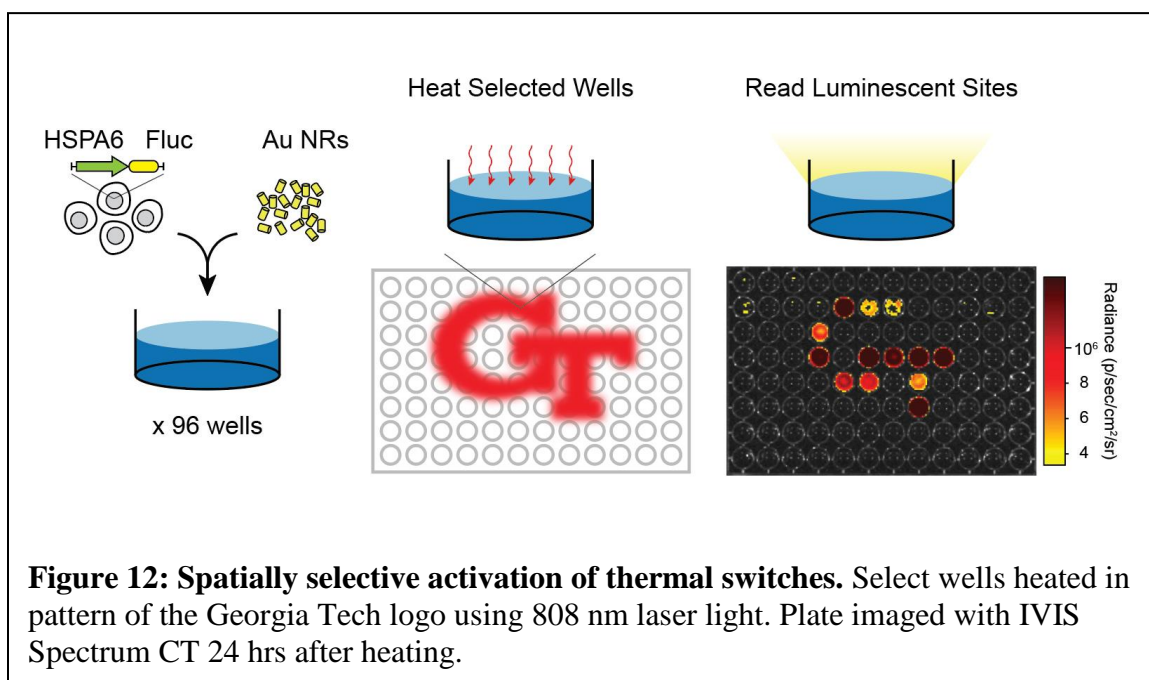 Heat Selected Wells
Read Luminescent Sites
HSPA6 Fluc
Au NRs
x 96 wells
GT
Radiance (p/sec/cm²/sr)
10⁶
8
6
4
Figure 12: Spatially selective activation of thermal switches. Select wells heated in
pattern of the Georgia Tech logo using 808 nm laser light. Plate imaged with IVIS
Spectrum CT 24 hrs after heating.